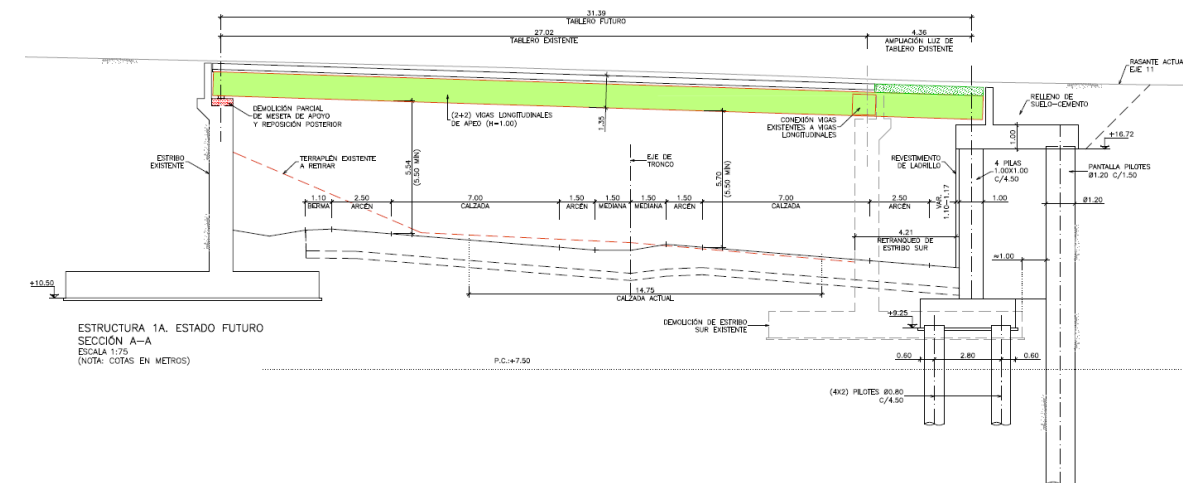 31.39
TABLERO FUTURO
27.02
TABLERO EXISTENTE
4.36
AMPLIACIÓN LUZ DE
TABLERO EXISTENTE
RASANTE ACTUAL
EJE 11
DEMOLICIÓN PARCIAL
DE MESETA DE APOYO
Y REPOSICIÓN POSTERIOR
(2+2) VIGAS LONGITUDINALES
DE APEO (H=1.00)
1.35
CONEXIÓN VIGAS
EXISTENTES A VIGAS
LONGITUDINALES
RELLENO DE
SUELO-CEMENTO
1.00
+16.72
ESTRIBO
EXISTENTE
TERRAPLÉN EXISTENTE
A RETIRAR
5.54
(5.50 MÍN)
EJE DE
TRONCO
5.70
(5.50 MÍN)
REVESTIMIENTO
DE LADRILLO
4 PILAS
1.00X1.00
C/4.50
PANTALLA PILOTES
Ø1.20 C/1.50
1.10
BERMA
2.50
ARCÉN
7.00
CALZADA
1.50
ARCÉN
1.50
MEDIANA
1.50
MEDIANA
1.50
ARCÉN
7.00
CALZADA
2.50
ARCÉN
VAR.
1.10-1.17
1.00
Ø1.20
4.21
RETRANQUEO DE
ESTRIBO SUR
≈1.00
+10.50
14.75
CALZADA ACTUAL
DEMOLICIÓN DE ESTRIBO
SUR EXISTENTE
+9.25
ESTRUCTURA 1A. ESTADO FUTURO
SECCIÓN A-A
ESCALA 1:75
(NOTA: COTAS EN METROS)
P.C.:+7.50
0.60
2.80
0.60
(4X2) PILOTES Ø0.80
C/4.50